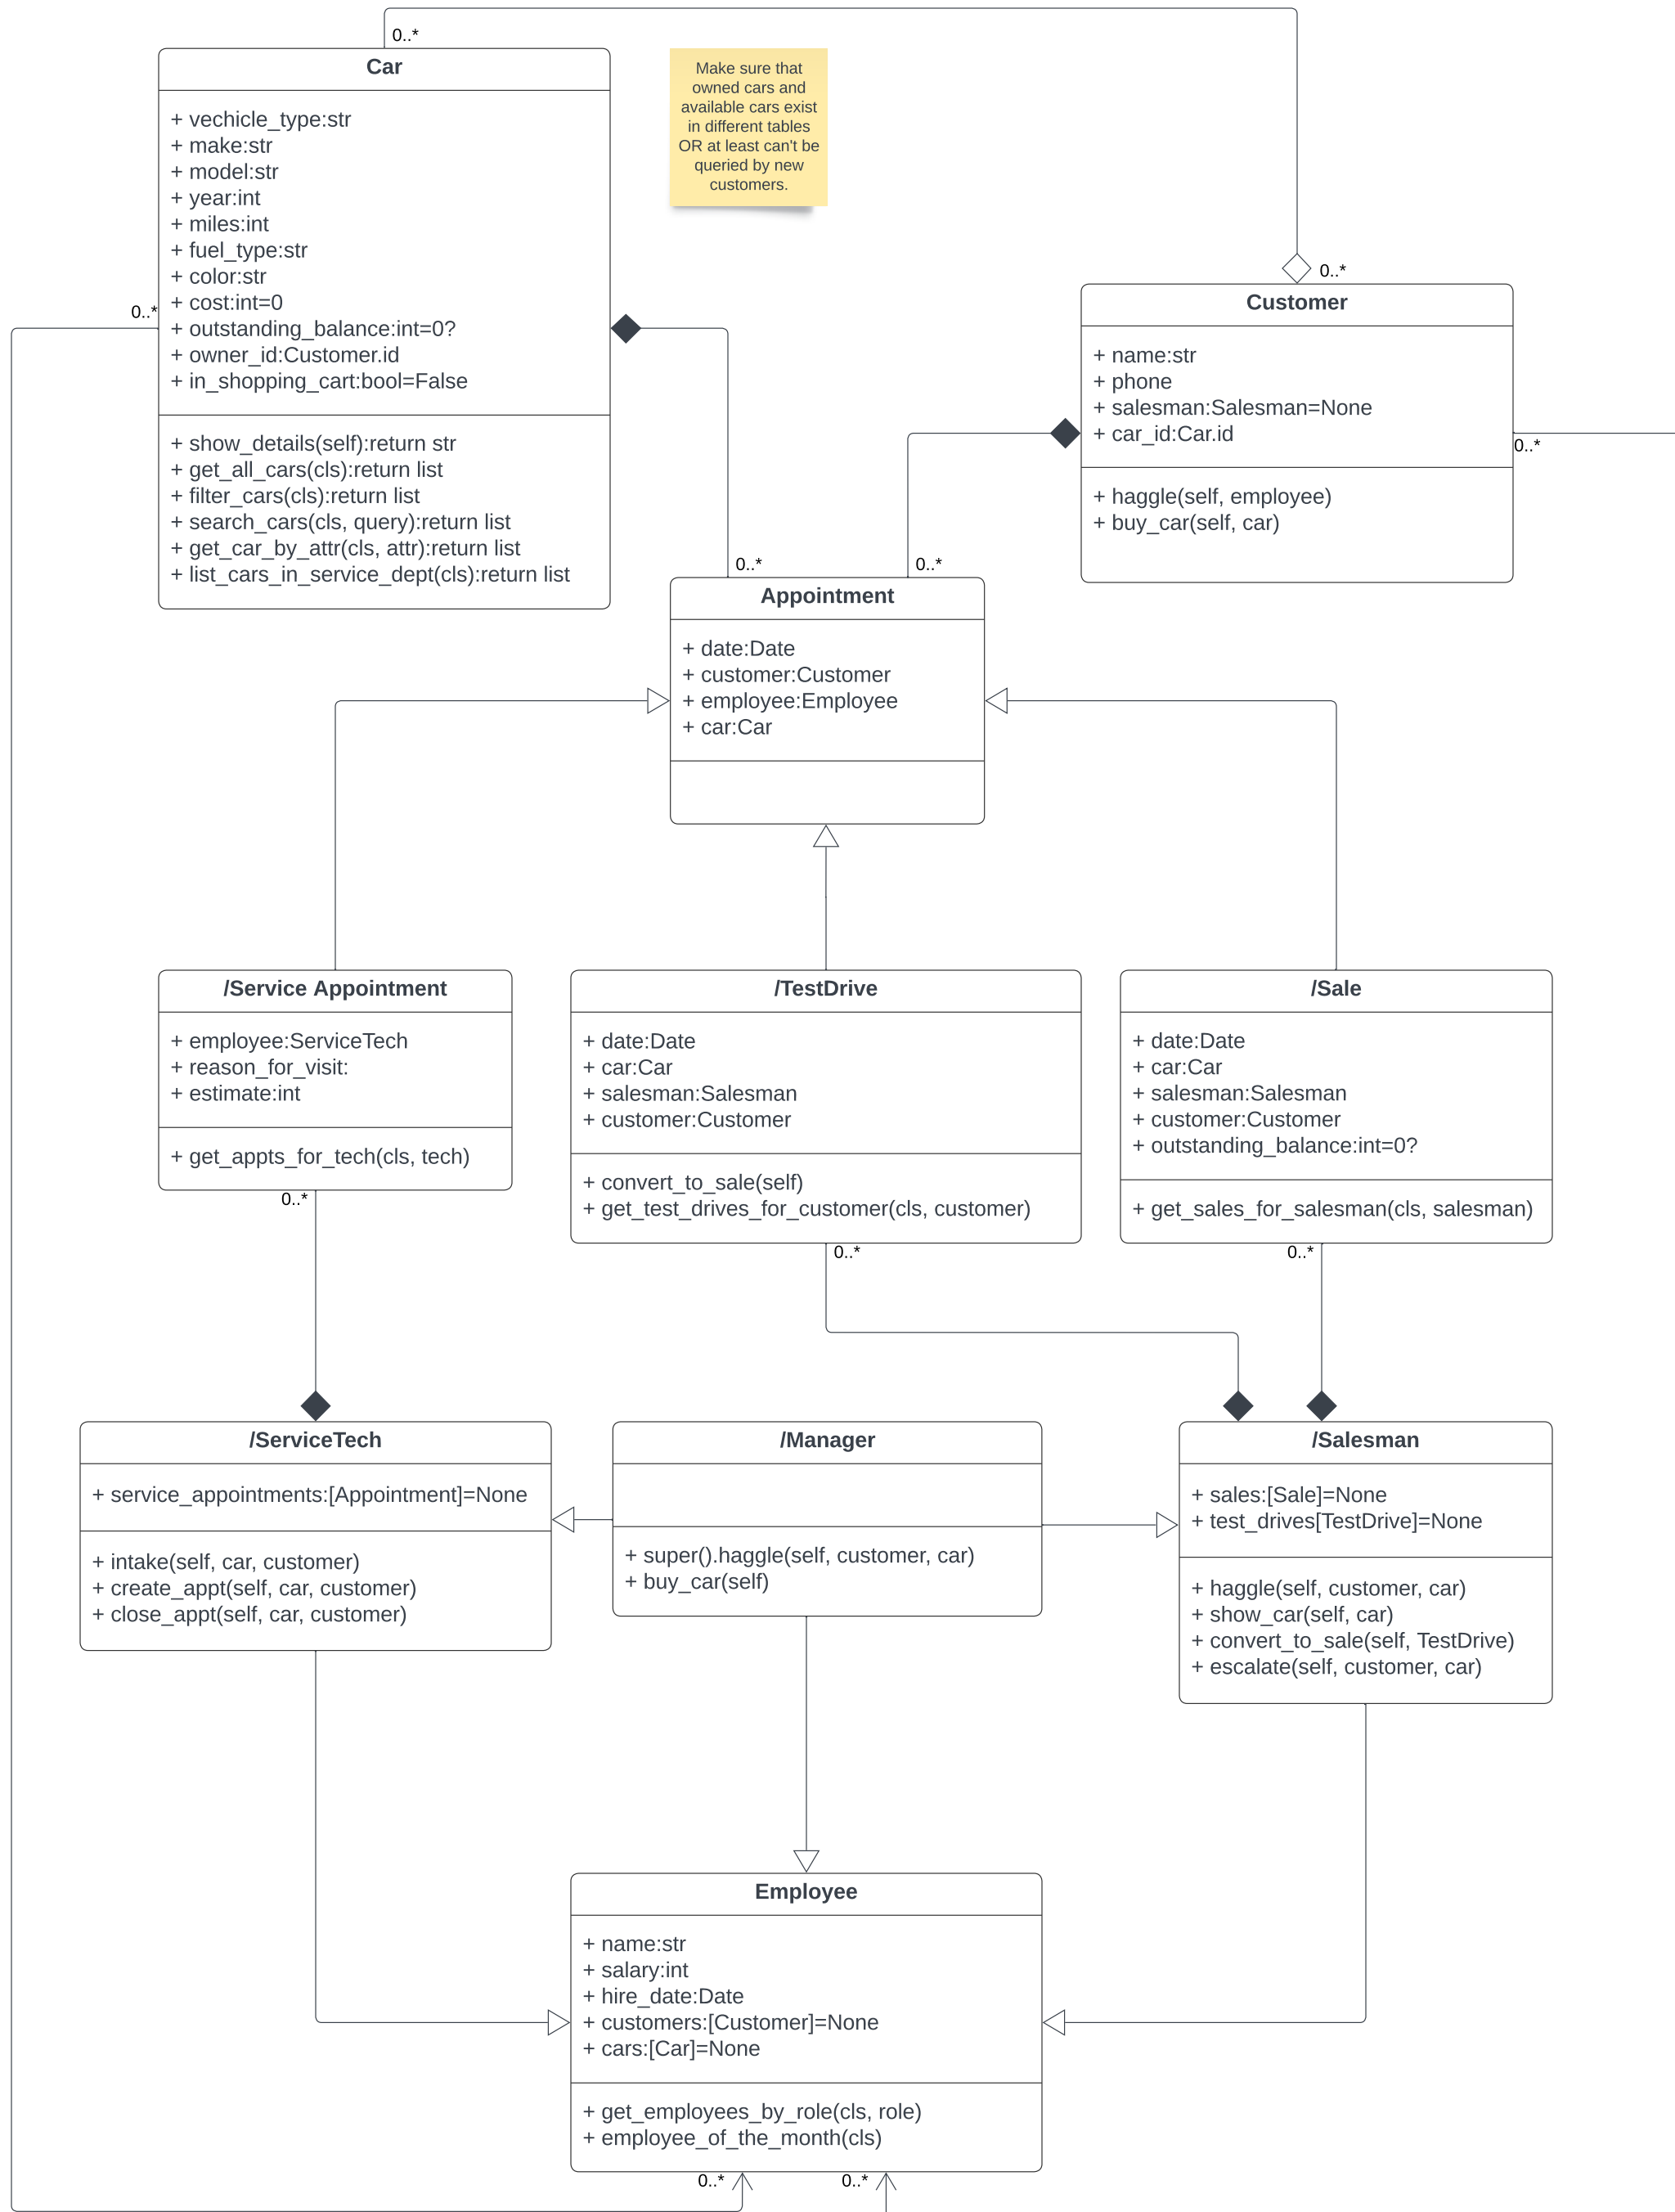 0..*
Car
+ vechicle_type:str
+ make:str
+ model:str
+ year:int
+ miles:int
+ fuel_type:str
+ color:str
+ cost:int=0
+ outstanding_balance:int=0?
+ owner_id:Customer.id
+ in_shopping_cart:bool=False
+ show_details(self):return str
+ get_all_cars(cls):return list
+ filter_cars(cls):return list
+ search_cars(cls, query):return list
+ get_car_by_attr(cls, attr):return list
+ list_cars_in_service_dept(cls):return list
0..*
Make sure that
owned cars and
available cars exist
in different tables
OR at least can't be
queried by new
customers.
0..*
Customer
+ name:str
+ phone
+ salesman:Salesman=None
+ car_id:Car.id
+ haggle(self, employee)
+ buy_car(self, car)
0..*
0..*
0..*
Appointment
+ date:Date
+ customer:Customer
+ employee:Employee
+ car:Car
/Service Appointment
+ employee:ServiceTech
+ reason_for_visit:
+ estimate:int
+ get_appts_for_tech(cls, tech)
0..*
/TestDrive
+ date:Date
+ car:Car
+ salesman:Salesman
+ customer:Customer
+ convert_to_sale(self)
+ get_test_drives_for_customer(cls, customer)
0..*
/Sale
+ date:Date
+ car:Car
+ salesman:Salesman
+ customer:Customer
+ outstanding_balance:int=0?
+ get_sales_for_salesman(cls, salesman)
0..*
/ServiceTech
+ service_appointments:[Appointment]=None
+ intake(self, car, customer)
+ create_appt(self, car, customer)
+ close_appt(self, car, customer)
/Manager
+ super().haggle(self, customer, car)
+ buy_car(self)
/Salesman
+ sales:[Sale]=None
+ test_drives[TestDrive]=None
+ haggle(self, customer, car)
+ show_car(self, car)
+ convert_to_sale(self, TestDrive)
+ escalate(self, customer, car)
Employee
+ name:str
+ salary:int
+ hire_date:Date
+ customers:[Customer]=None
+ cars:[Car]=None
+ get_employees_by_role(cls, role)
+ employee_of_the_month(cls)
0..*
0..*